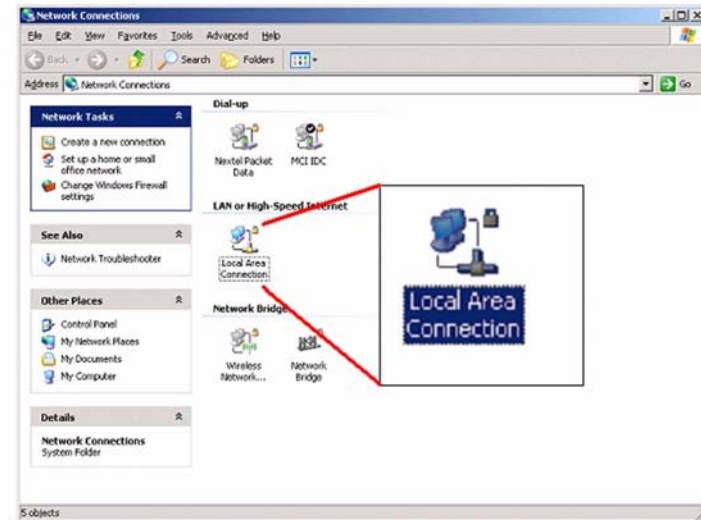 Network Connections
File Edit View Favorites Tools Advanced Help
Back Search Folders
Address Network Connections Go
Network Tasks
Create a new connection
Set up a home or small
office network
Change Windows Firewall
settings
See Also
Network Troubleshooter
Other Places
Control Panel
My Network Places
My Documents
My Computer
Details
Network Connections
System Folder
Dial-up
Nextel Packet
Data
MCI IDC
LAN or High-Speed Internet
Local Area
Connection
Local Area
Connection
Network Bridge
Wireless
Network...
Network
Bridge
5 objects